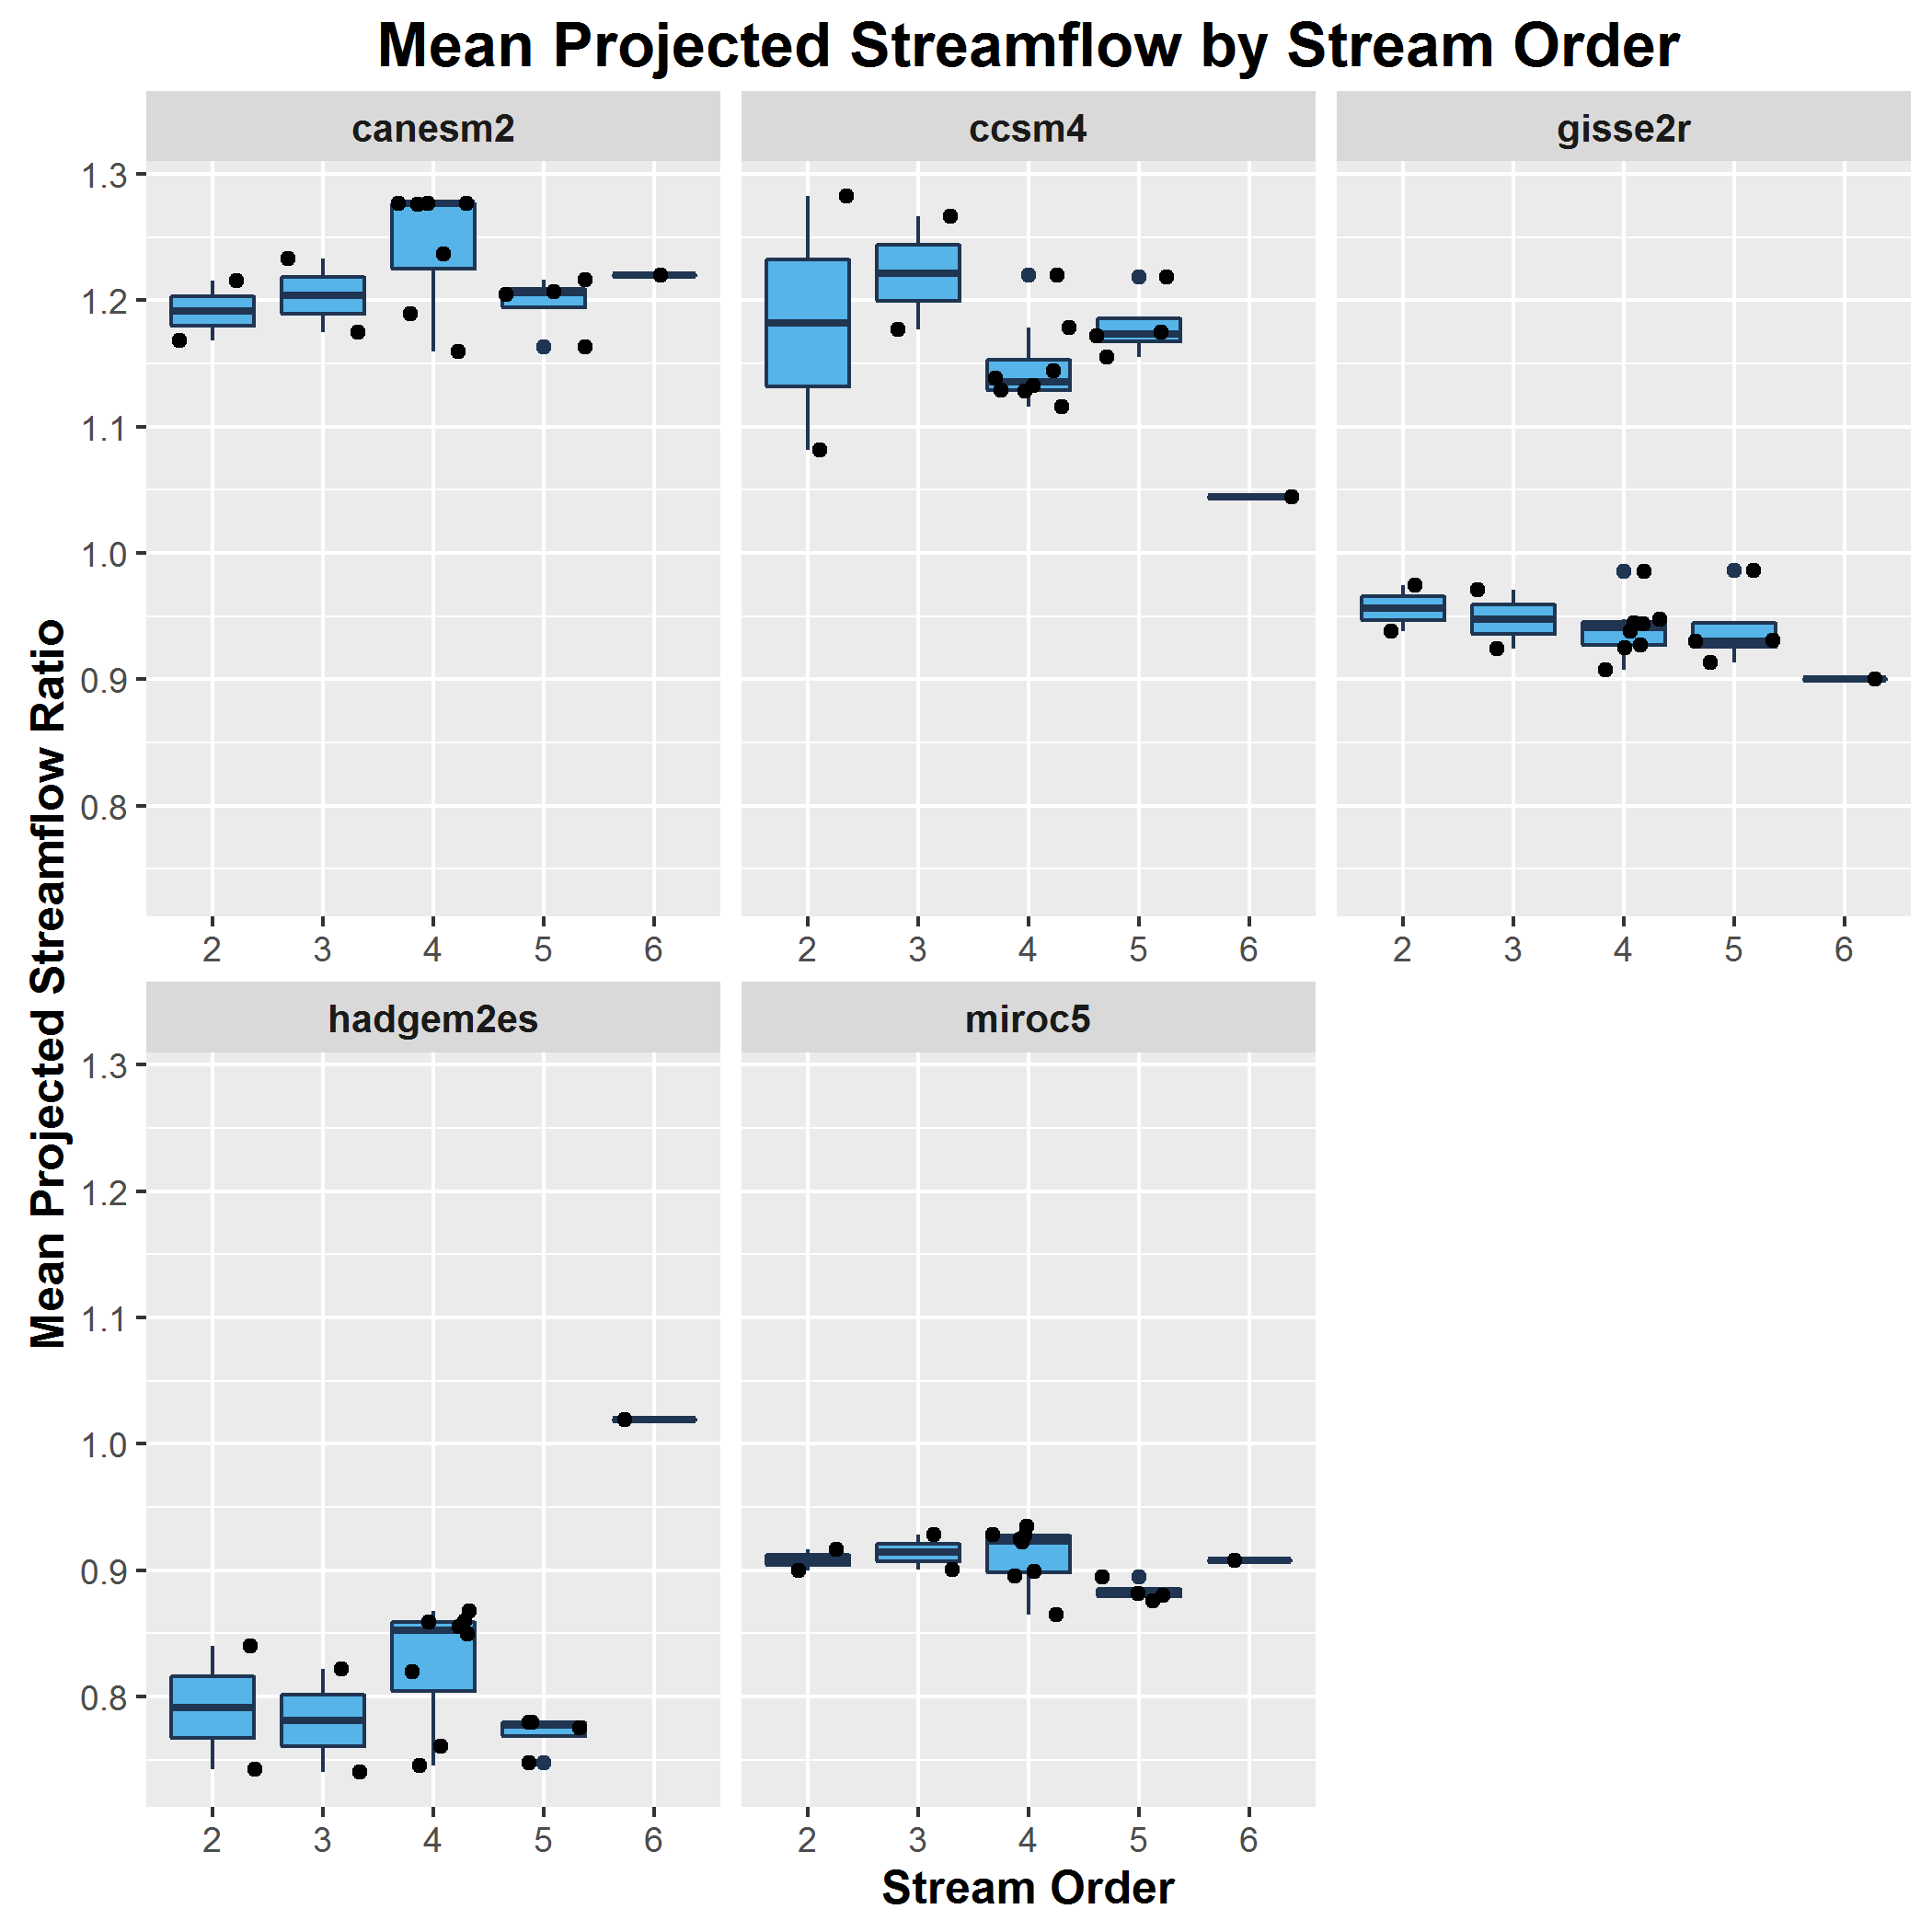 Mean Projected Streamflow by Stream Order
canesm2 ccsm4 gisse2r
1.3
1.2
1.1
1.0
0.9
0.8
2 3 4 5 6 2 3 4 5 6 2 3 4 5 6
Mean Projected Streamflow Ratio
hadgem2es miroc5
1.3
1.2
1.1
1.0
0.9
0.8
2 3 4 5 6 2 3 4 5 6
Stream Order